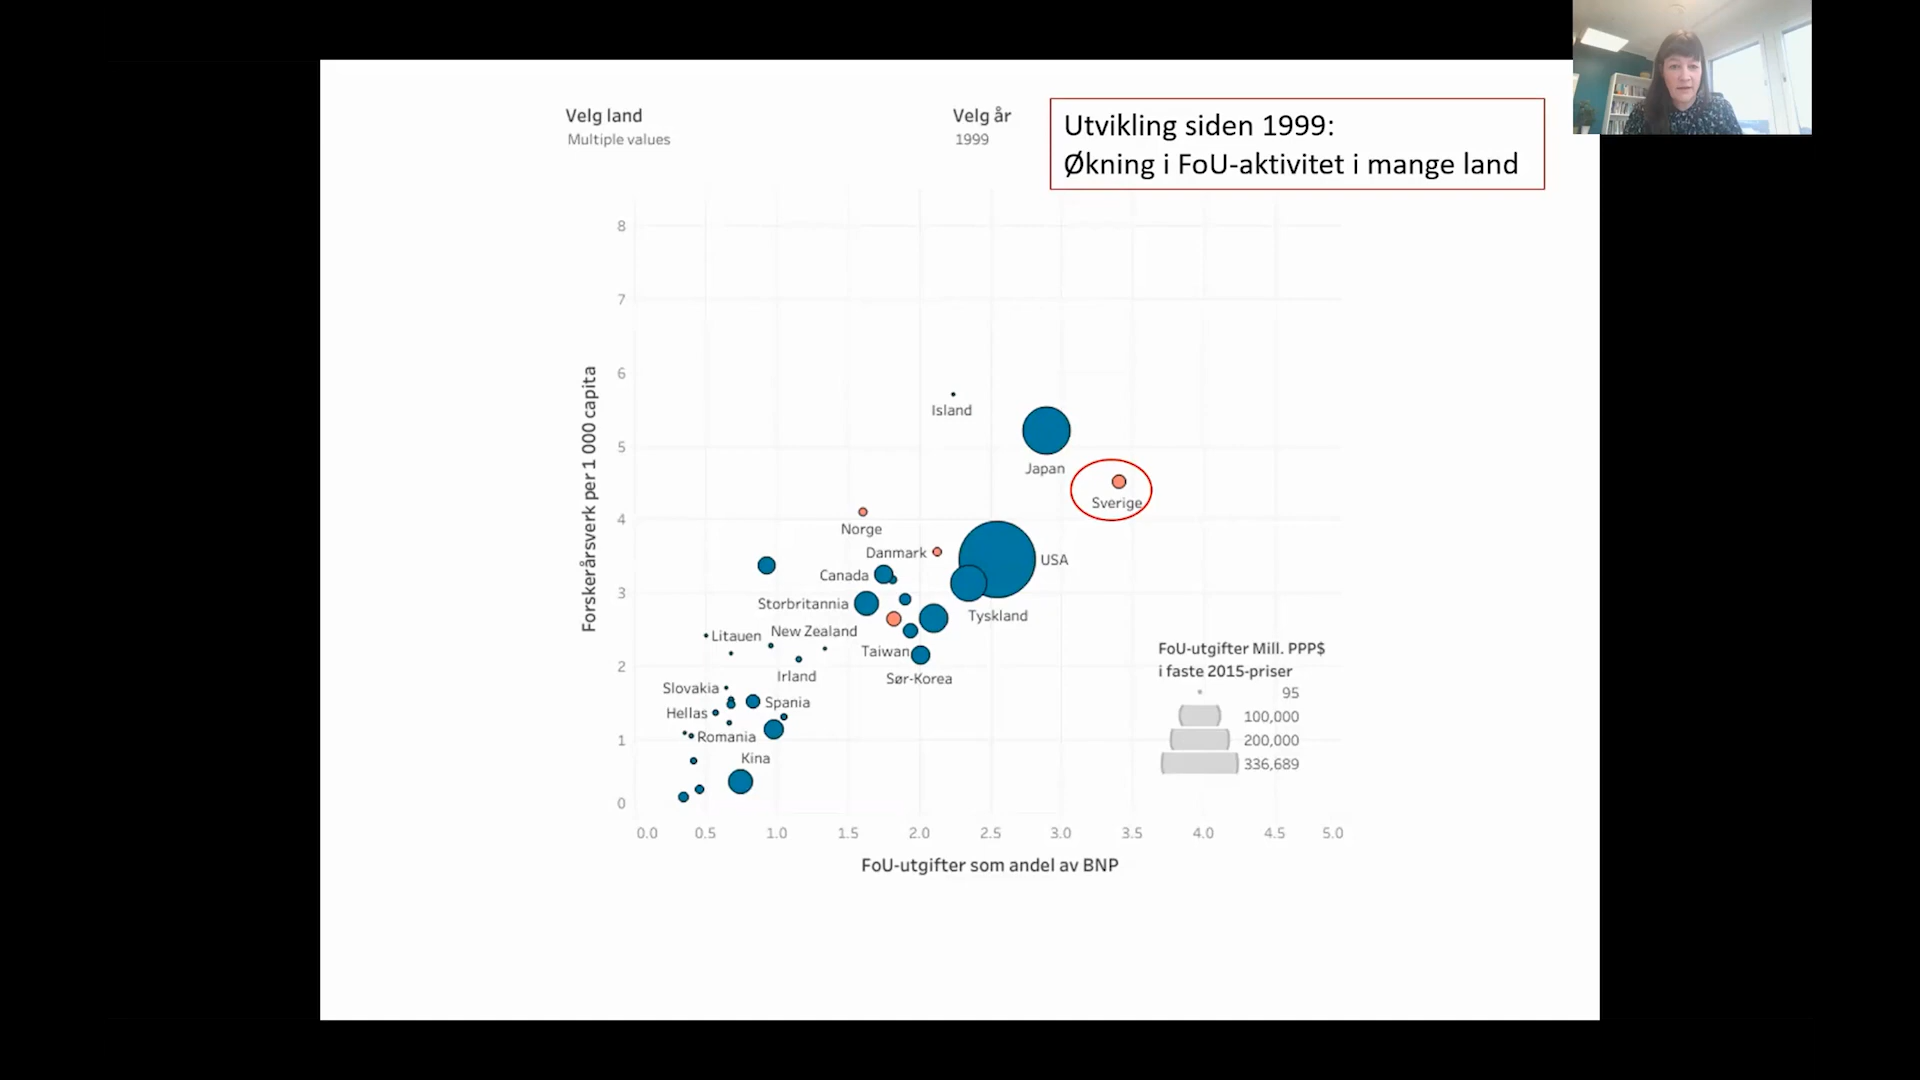 Velg land
Multiple values
Velg år
1999
Utvikling siden 1999:
Økning i FoU-aktivitet i mange land
Forskerårsverk per 1 000 capita
8
7
6
5
4
3
2
1
0
Island
Japan
Sverige
Norge
Danmark
USA
Canada
Storbritannia
Tyskland
New Zealand
Litauen
Taiwan
Irland
Sør-Korea
Slovakia
Spania
Hellas
Romania
Kina
FoU-utgifter Mill. PPP$
i faste 2015-priser
95
100,000
200,000
336,689
0.0 0.5 1.0 1.5 2.0 2.5 3.0 3.5 4.0 4.5 5.0
FoU-utgifter som andel av BNP